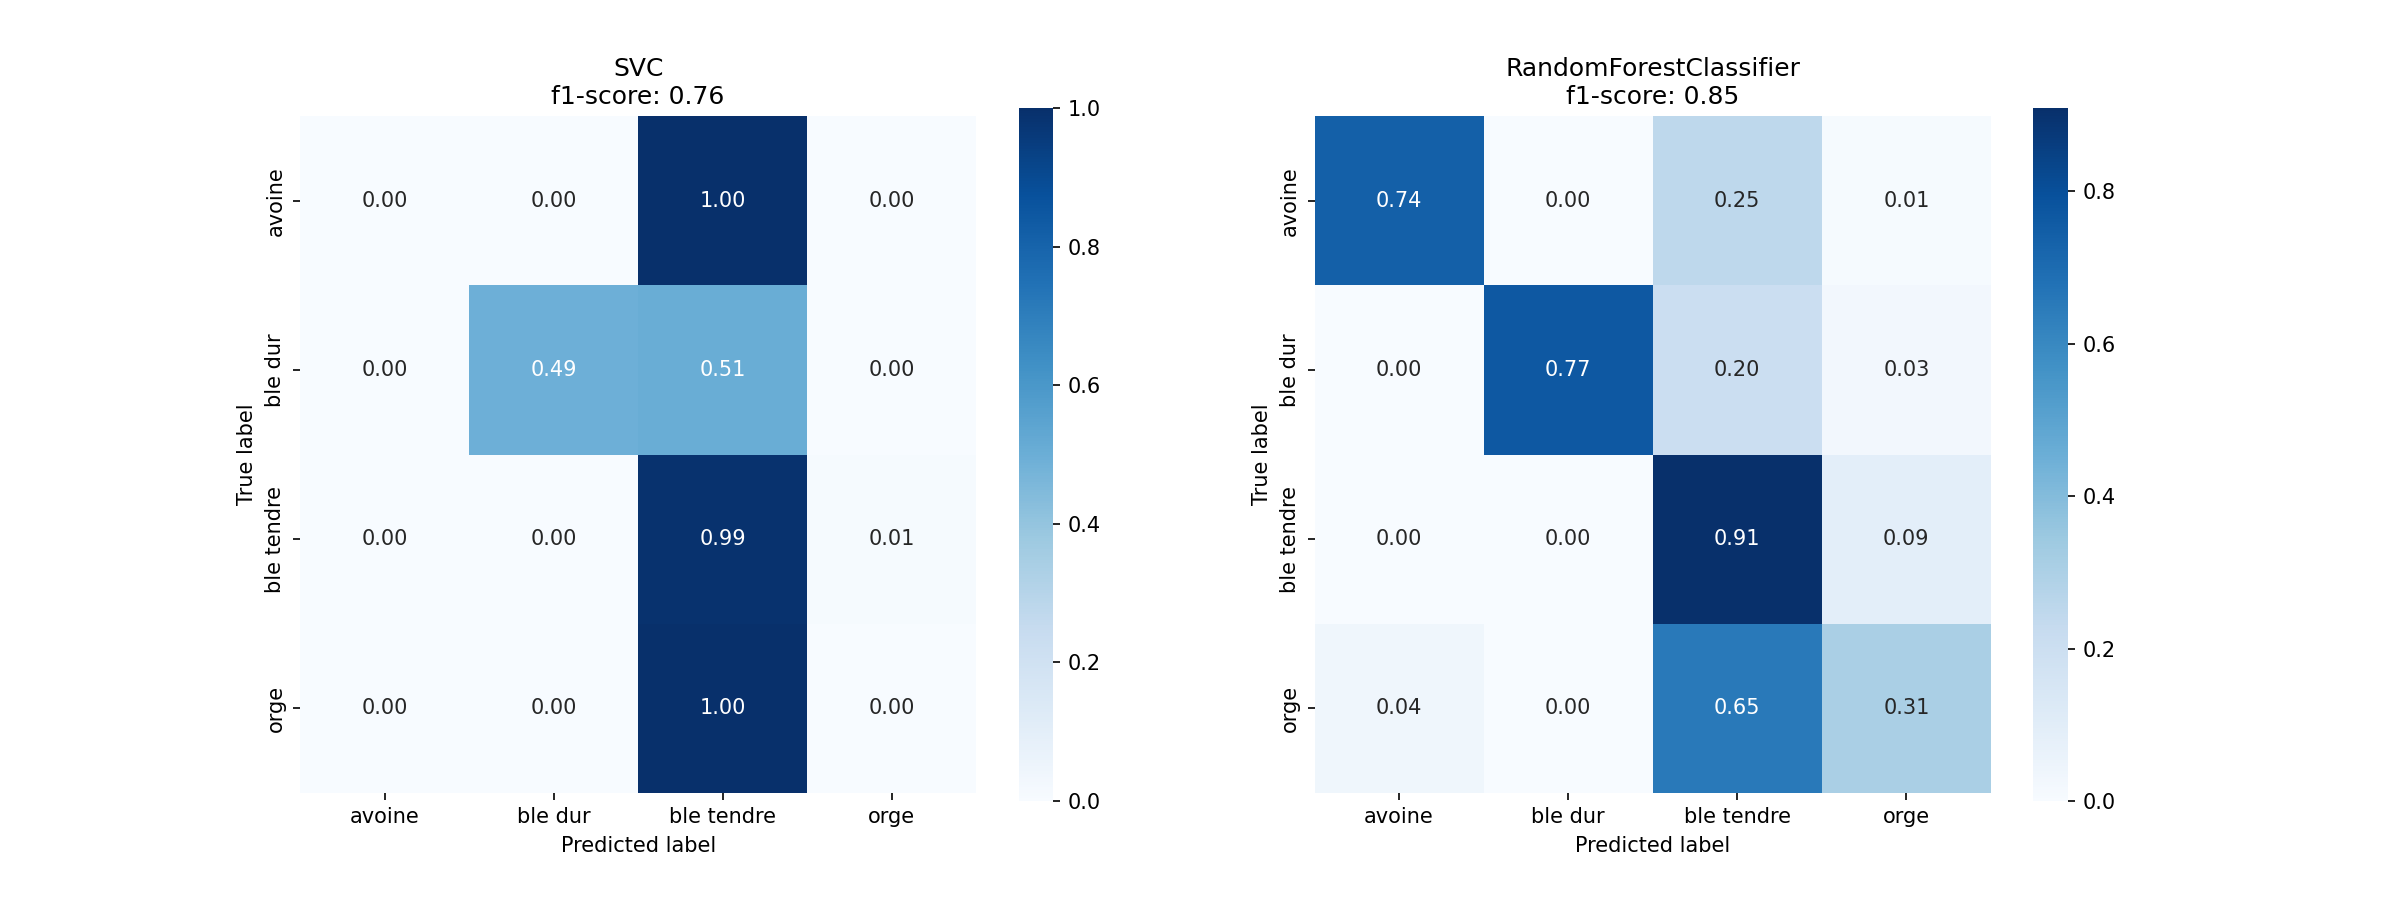 SVC
f1-score: 0.76
True label
avoine
0.00 0.00 1.00 0.00
ble dur
0.00 0.49 0.51 0.00
ble tendre
0.00 0.00 0.99 0.01
orge
0.00 0.00 1.00 0.00
avoine ble dur ble tendre orge
Predicted label
1.0
0.8
0.6
0.4
0.2
0.0
RandomForestClassifier
f1-score: 0.85
True label
avoine
0.74 0.00 0.25 0.01
ble dur
0.00 0.77 0.20 0.03
ble tendre
0.00 0.00 0.91 0.09
orge
0.04 0.00 0.65 0.31
avoine ble dur ble tendre orge
Predicted label
0.8
0.6
0.4
0.2
0.0